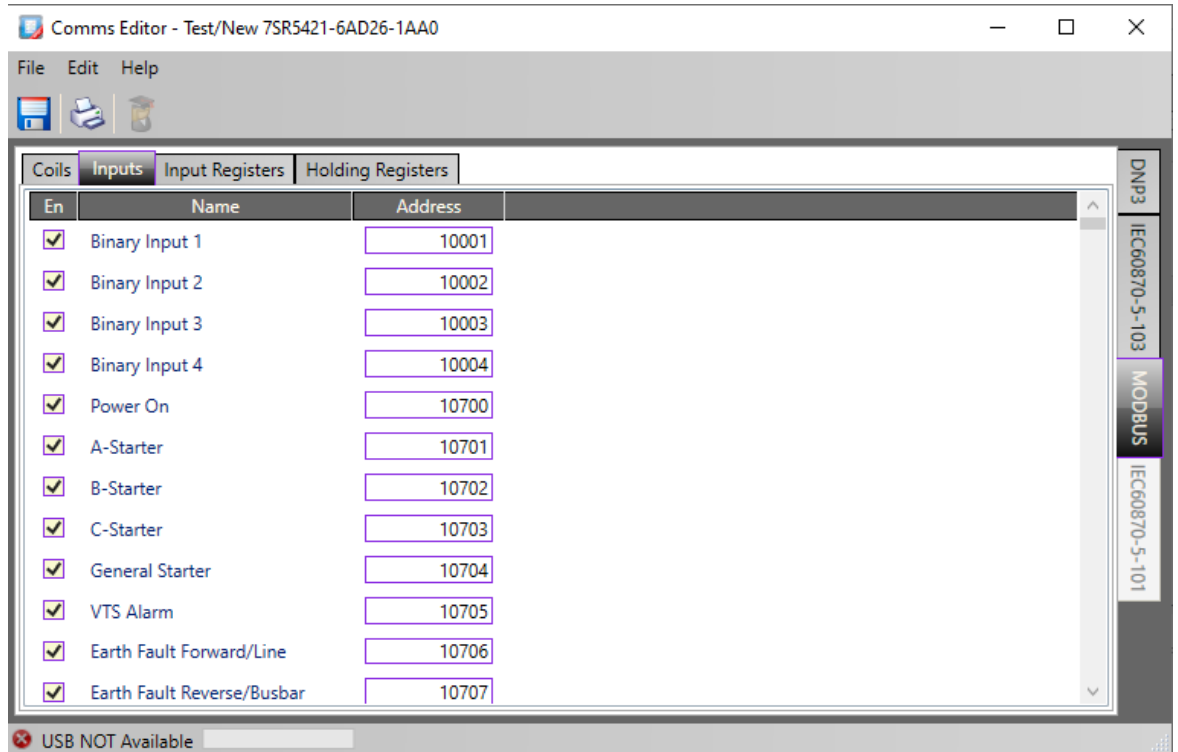 Comms Editor - Test/New 7SR5421-6AD26-1AA0
File Edit Help
Coils Inputs Input Registers Holding Registers
En Name Address
Binary Input 1 10001
Binary Input 2 10002
Binary Input 3 10003
Binary Input 4 10004
Power On 10700
A-Starter 10701
B-Starter 10702
C-Starter 10703
General Starter 10704
VTS Alarm 10705
Earth Fault Forward/Line 10706
Earth Fault Reverse/Busbar 10707
DNP3
IEC60870-5-103
MODBUS
IEC60870-5-101
USB NOT Available